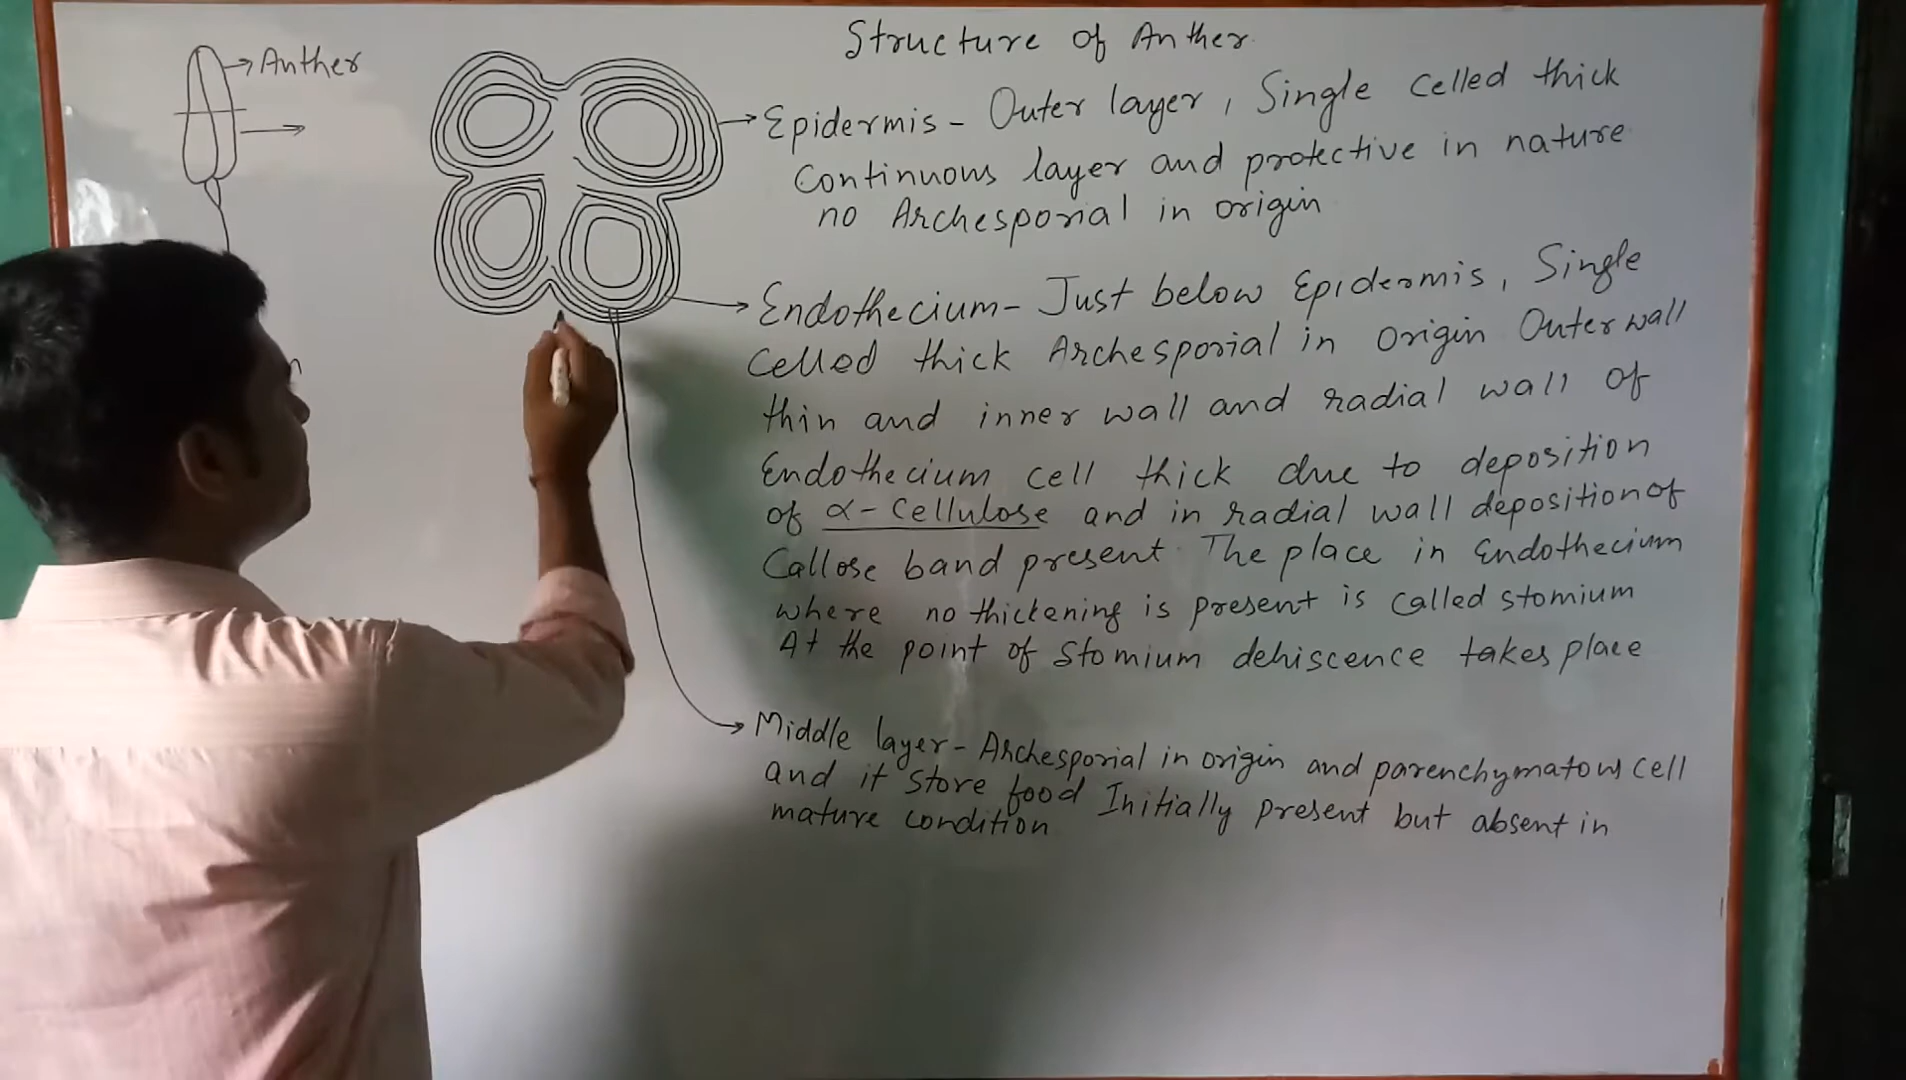 Structure of Anther
Anther
Epidermis - Outer layer, Single celled thick
Continuous layer and protective in nature
no Archesporial in origin
Endothecium - Just below Epidermis, Single
celled thick Archesporial in origin Outer wall
thin and inner wall and radial wall of
Endothecium cell thick due to deposition
of α-cellulose and in radial wall deposition of
Callose band present. The place in Endothecium
where no thickening is present is called stomium
At the point of stomium dehiscence takes place
Middle layer - Archesporial in origin and parenchymatous cell
and it store food Initially present but absent in
mature condition